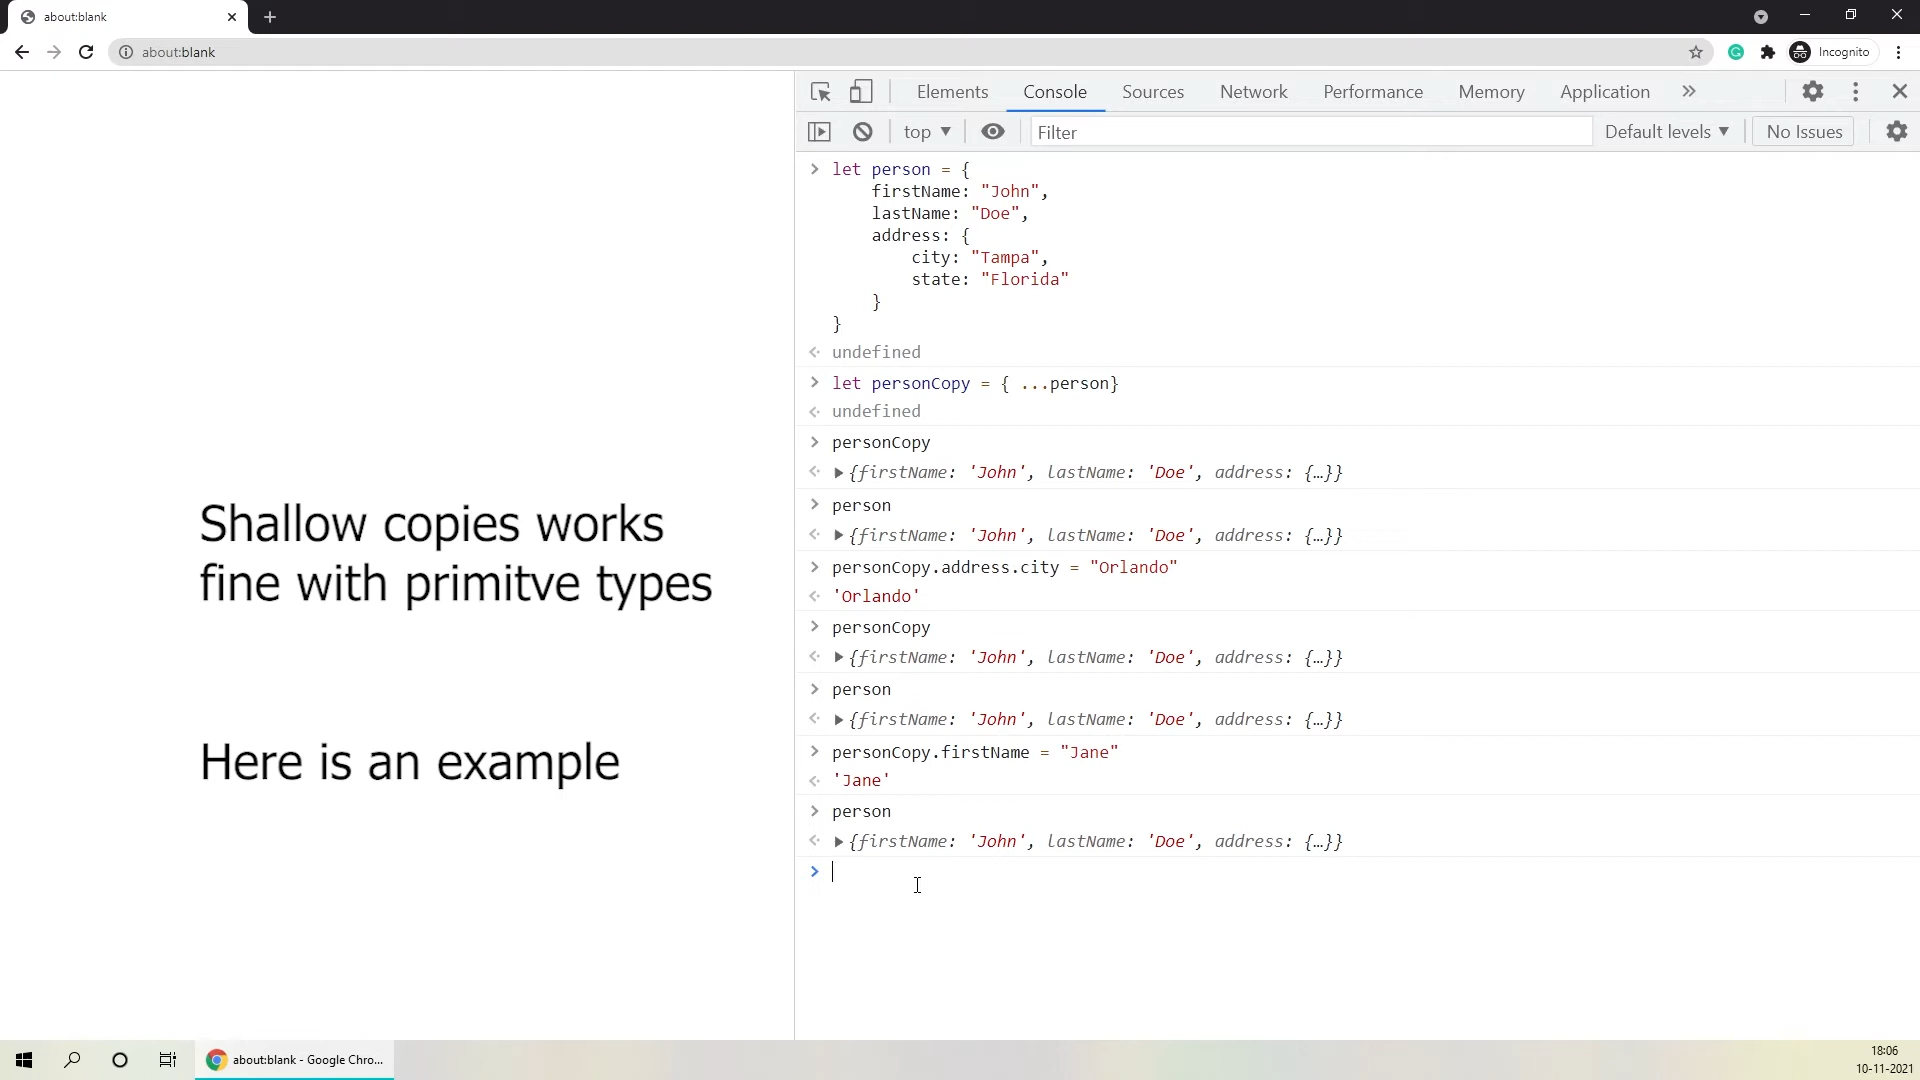 about:blank
about:blank
Incognito
Elements Console Sources Network Performance Memory Application
top
Filter
Default levels
No Issues
let person = {
firstName: "John",
lastName: "Doe",
address: {
city: "Tampa",
state: "Florida"
}
}
undefined
let personCopy = { ...person}
undefined
personCopy
{firstName: 'John', lastName: 'Doe', address: {…}}
person
{firstName: 'John', lastName: 'Doe', address: {…}}
personCopy.address.city = "Orlando"
'Orlando'
personCopy
{firstName: 'John', lastName: 'Doe', address: {…}}
person
{firstName: 'John', lastName: 'Doe', address: {…}}
personCopy.firstName = "Jane"
'Jane'
person
{firstName: 'John', lastName: 'Doe', address: {…}}
Shallow copies works
fine with primitve types
Here is an example
about:blank - Google Chro...
18:06
10-11-2021